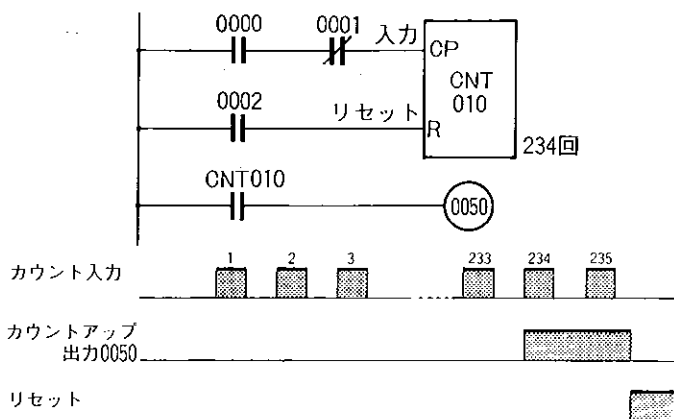 0000 0001 入力 CP
CNT
010
0002 リセット R
234回
CNT010
0050
1 2 3 233 234 235
カウント入力
カウントアップ
出力0050
リセット